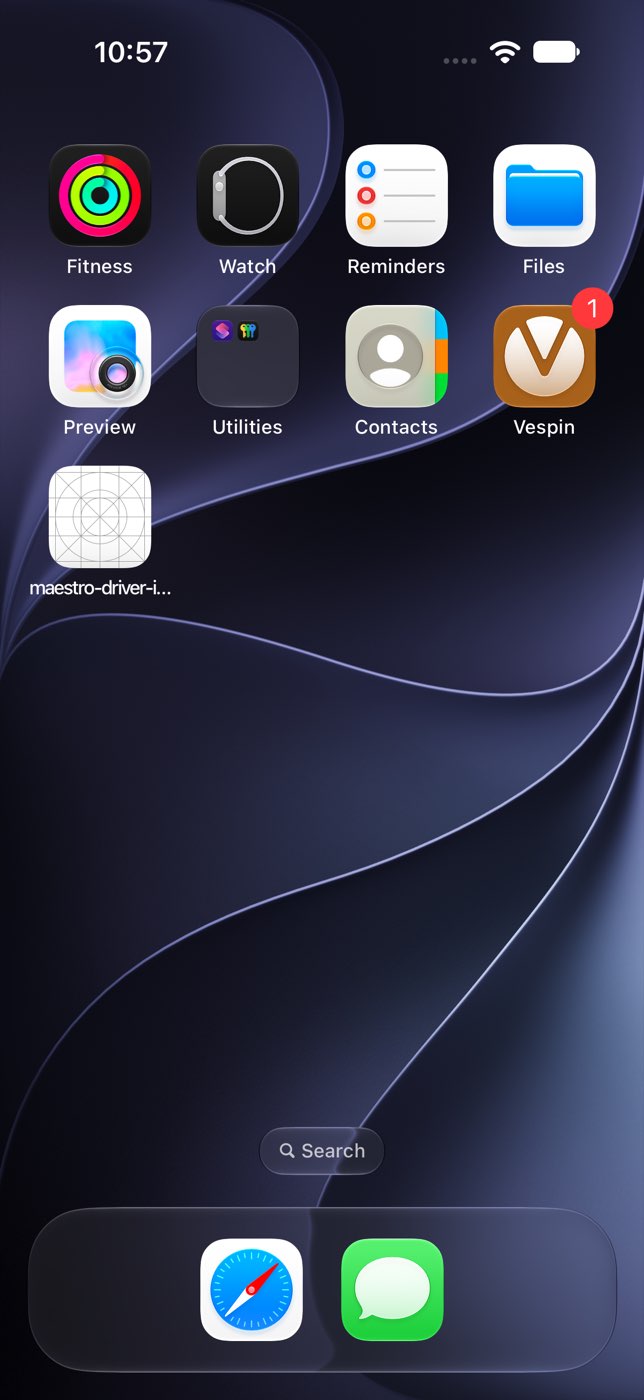 10:57
Fitness
Watch
Reminders
Files
1
Preview
Utilities
Contacts
Vespin
maestro-driver-i...
Search